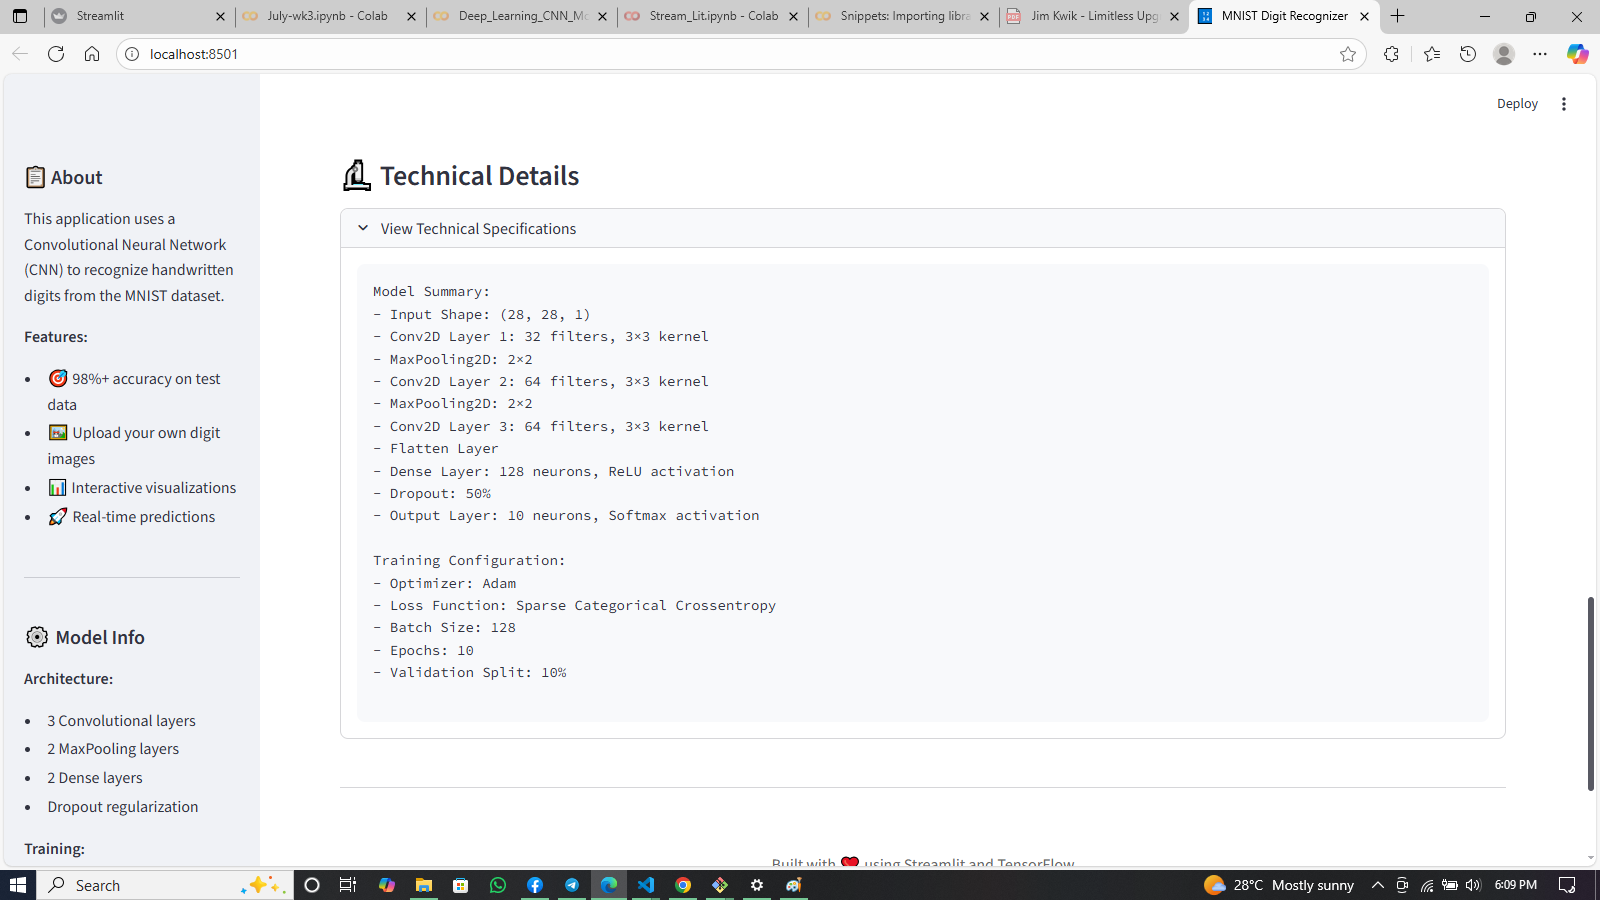 Streamlit
July-wk3.ipynb - Colab
Deep_Learning_CNN_Mc
Stream_Lit.ipynb - Colab
Snippets: Importing libra
Jim Kwik - Limitless Upg
MNIST Digit Recognizer
localhost:8501
Deploy
About
This application uses a
Convolutional Neural Network
(CNN) to recognize handwritten
digits from the MNIST dataset.
Features:
• 🎯 98%+ accuracy on test
data
• 🖼️ Upload your own digit
images
• 📊 Interactive visualizations
• 🚀 Real-time predictions
Model Info
Architecture:
• 3 Convolutional layers
• 2 MaxPooling layers
• 2 Dense layers
• Dropout regularization
Training:
Technical Details
View Technical Specifications
Model Summary:
- Input Shape: (28, 28, 1)
- Conv2D Layer 1: 32 filters, 3×3 kernel
- MaxPooling2D: 2×2
- Conv2D Layer 2: 64 filters, 3×3 kernel
- MaxPooling2D: 2×2
- Conv2D Layer 3: 64 filters, 3×3 kernel
- Flatten Layer
- Dense Layer: 128 neurons, ReLU activation
- Dropout: 50%
- Output Layer: 10 neurons, Softmax activation
Training Configuration:
- Optimizer: Adam
- Loss Function: Sparse Categorical Crossentropy
- Batch Size: 128
- Epochs: 10
- Validation Split: 10%
Built with ❤️ using Streamlit and TensorFlow
Search
28°C Mostly sunny
6:09 PM